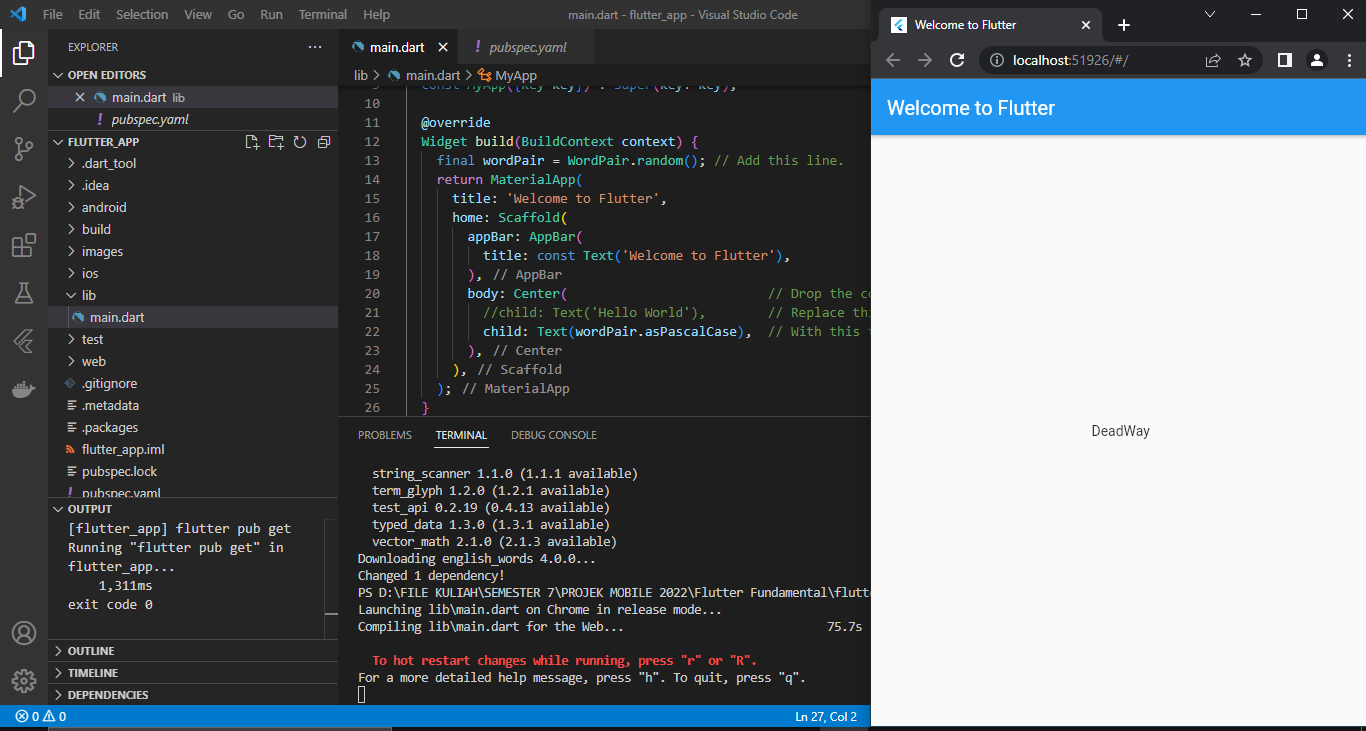 File Edit Selection View Go Run Terminal Help
main.dart - flutter_app - Visual Studio Code
EXPLORER
OPEN EDITORS
main.dart lib
pubspec.yaml
FLUTTER_APP
.dart_tool
.idea
android
build
images
ios
lib
main.dart
test
web
.gitignore
.metadata
.packages
flutter_app.iml
pubspec.lock
pubspec.yaml
OUTPUT
[flutter_app] flutter pub get
Running "flutter pub get" in
flutter_app...
1,311ms
exit code 0
OUTLINE
TIMELINE
DEPENDENCIES
0 0
main.dart
pubspec.yaml
lib > main.dart > MyApp
9 const MyApp({Key key}) : super(key: key);
10
11 @override
12 Widget build(BuildContext context) {
13 final wordPair = WordPair.random(); // Add this line.
14 return MaterialApp(
15 title: 'Welcome to Flutter',
16 home: Scaffold(
17 appBar: AppBar(
18 title: const Text('Welcome to Flutter'),
19 ), // AppBar
20 body: Center( // Drop the
21 //child: Text('Hello World'), // Replace
22 child: Text(wordPair.asPascalCase), // With this
23 ), // Center
24 ), // Scaffold
25 ); // MaterialApp
26 }
PROBLEMS TERMINAL DEBUG CONSOLE
string_scanner 1.1.0 (1.1.1 available)
term_glyph 1.2.0 (1.2.1 available)
test_api 0.2.19 (0.4.13 available)
typed_data 1.3.0 (1.3.1 available)
vector_math 2.1.0 (2.1.3 available)
Downloading english_words 4.0.0...
Changed 1 dependency!
PS D:\FILE KULIAH\SEMESTER 7\PROJEK MOBILE 2022\Flutter Fundamental\flutte
Launching lib\main.dart on Chrome in release mode...
Compiling lib\main.dart for the Web... 75.7s
To hot restart changes while running, press "r" or "R".
For a more detailed help message, press "h". To quit, press "q".
Ln 27, Col 2
Welcome to Flutter
localhost:51926/#/
Welcome to Flutter
DeadWay